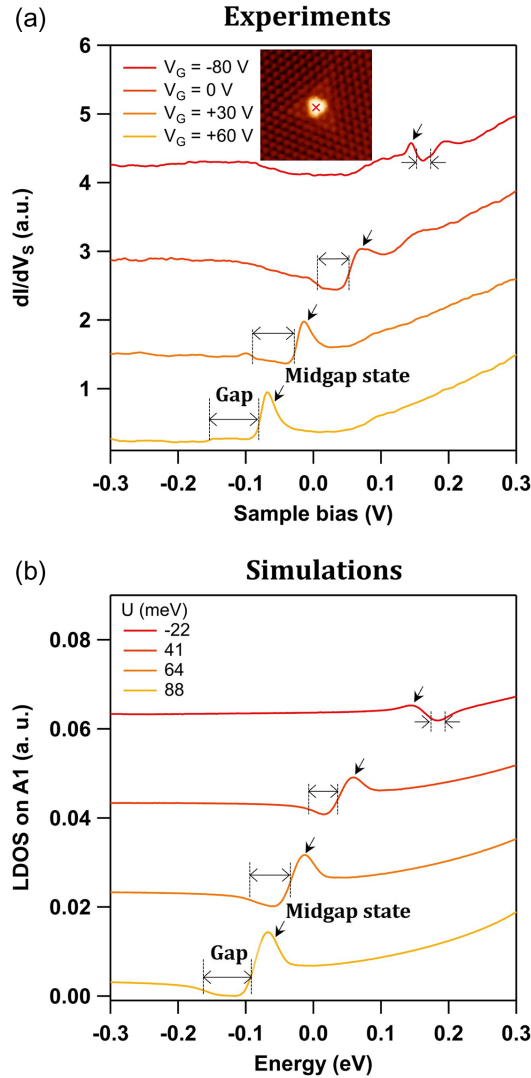 (a) Experiments
6
5
4
3
2
1
dI/dV_S (a.u.)
V_G = -80 V
V_G = 0 V
V_G = +30 V
V_G = +60 V
Midgap state
Gap
-0.3 -0.2 -0.1 0.0 0.1 0.2 0.3
Sample bias (V)
(b) Simulations
0.08
0.06
0.04
0.02
0.00
LDOS on A1 (a. u.)
U (meV)
-22
41
64
88
Midgap state
Gap
-0.3 -0.2 -0.1 0.0 0.1 0.2 0.3
Energy (eV)